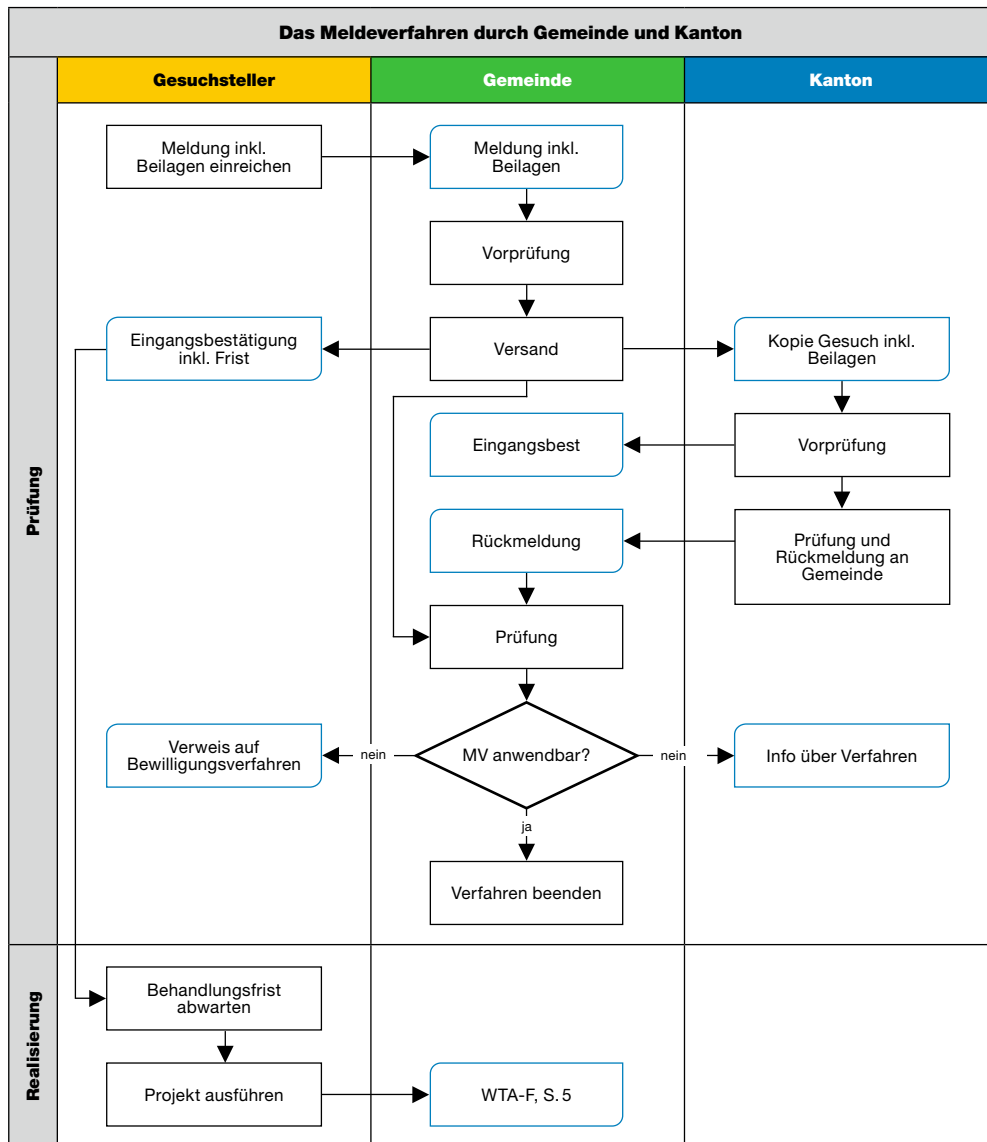 Das Meldeverfahren durch Gemeinde und Kanton
Gesuchsteller
Gemeinde
Kanton
Prüfung
Meldung inkl.
Beilagen einreichen
Meldung inkl.
Beilagen
Vorprüfung
Eingangsbestätigung
inkl. Frist
Versand
Kopie Gesuch inkl.
Beilagen
Eingangsbest
Vorprüfung
Rückmeldung
Prüfung und
Rückmeldung an
Gemeinde
Prüfung
Verweis auf
Bewilligungsverfahren
nein
MV anwendbar?
nein
Info über Verfahren
ja
Verfahren beenden
Realisierung
Behandlungsfrist
abwarten
Projekt ausführen
WTA-F, S. 5